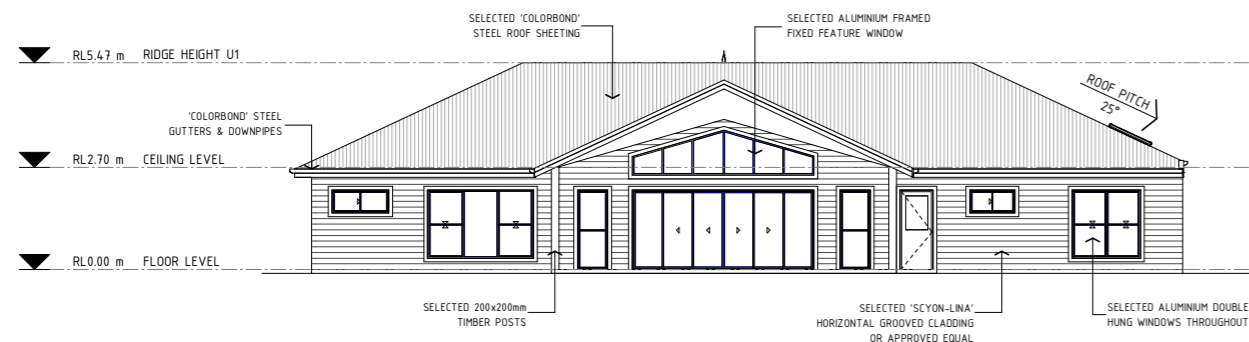 SELECTED 'COLORBOND'
STEEL ROOF SHEETING
SELECTED ALUMINIUM FRAMED
FIXED FEATURE WINDOW
RL5.47 m RIDGE HEIGHT U1
ROOF PITCH
25°
'COLORBOND' STEEL
GUTTERS & DOWNPIPES
RL2.70 m CEILING LEVEL
RL0.00 m FLOOR LEVEL
SELECTED 200x200mm
TIMBER POSTS
SELECTED 'SCYON-LINA'
HORIZONTAL GROOVED CLADDING
OR APPROVED EQUAL
SELECTED ALUMINIUM DOUBLE
HUNG WINDOWS THROUGHOUT